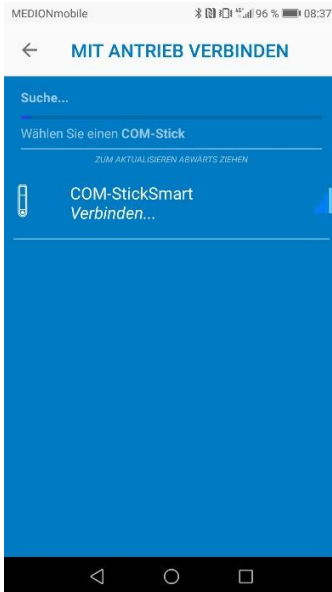 MEDIONmobile 96 % 08:37
MIT ANTRIEB VERBINDEN
Suche...
Wählen Sie einen COM-Stick
ZUM AKTUALISIEREN ABWÄRTS ZIEHEN
COM-StickSmart
Verbinden...